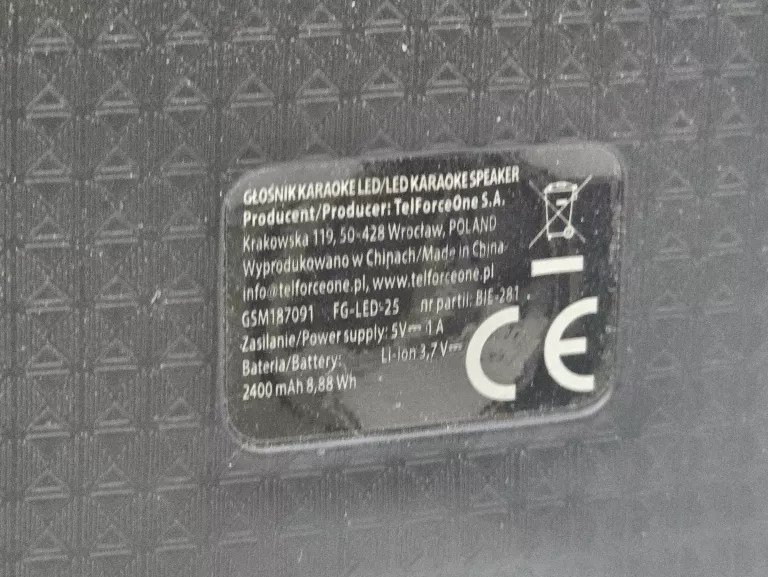 GŁOŚNIK KARAOKE LED/LED KARAOKE SPEAKER
Producent/Producer: TelForceOne S.A.
Krakowska 119, 50-428 Wrocław, POLAND
Wyprodukowano w Chinach/Made in China
info@telforceone.pl, www.telforceone.pl
GSM187091 FG-LED-25 nr partii: BJE-281
Zasilanie/Power supply: 5V⎓ 1 A
Bateria/Battery: Li-ion 3,7 V⎓
2400 mAh 8,88 Wh
CE